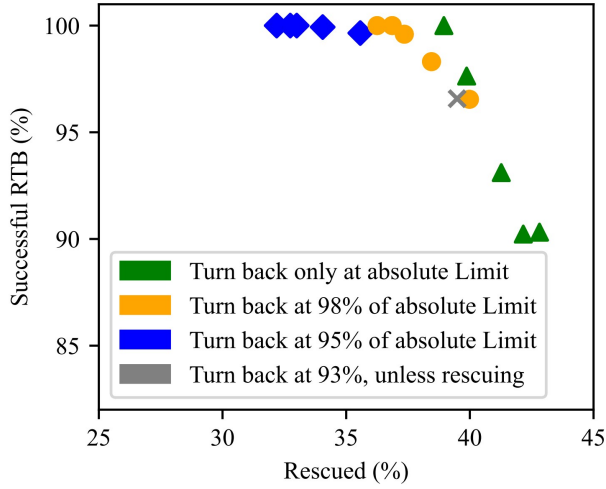 Successful RTB (%)
100
95
90
85
Turn back only at absolute Limit
Turn back at 98% of absolute Limit
Turn back at 95% of absolute Limit
Turn back at 93%, unless rescuing
25 30 35 40 45
Rescued (%)